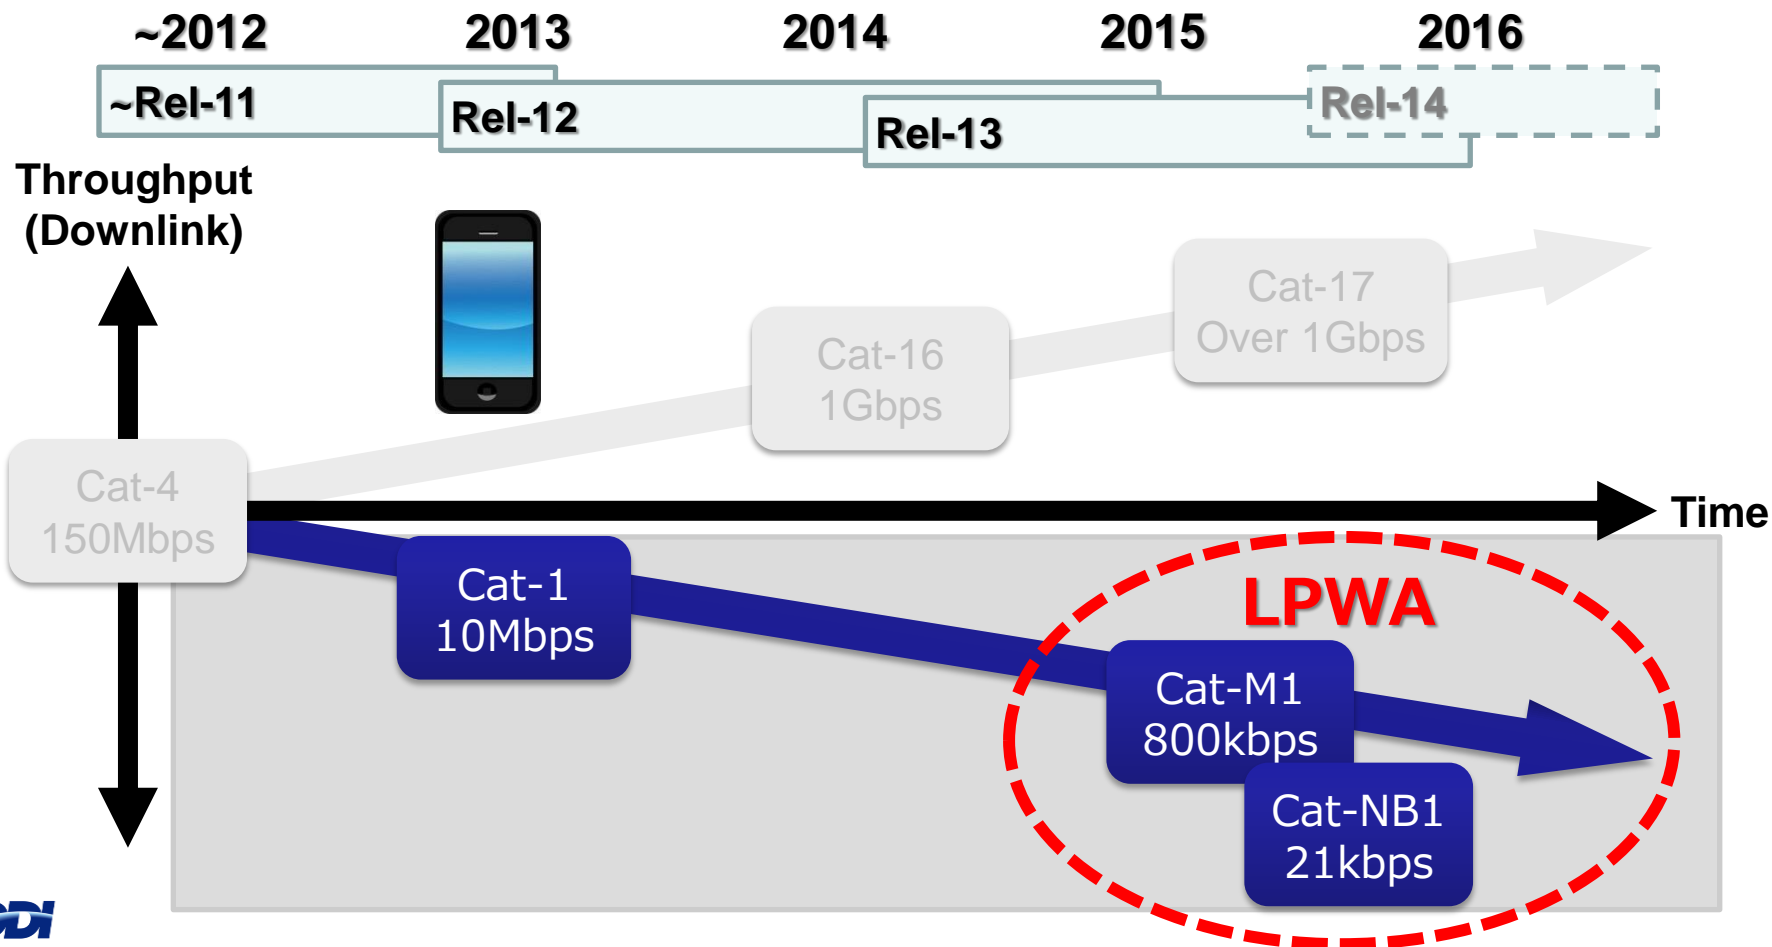 ~2012 2013 2014 2015 2016
~Rel-11
Rel-12
Rel-13
Rel-14
Throughput
(Downlink)
Cat-17
Over 1Gbps
Cat-16
1Gbps
Cat-4
150Mbps
Time
Cat-1
10Mbps
LPWA
Cat-M1
800kbps
Cat-NB1
21kbps